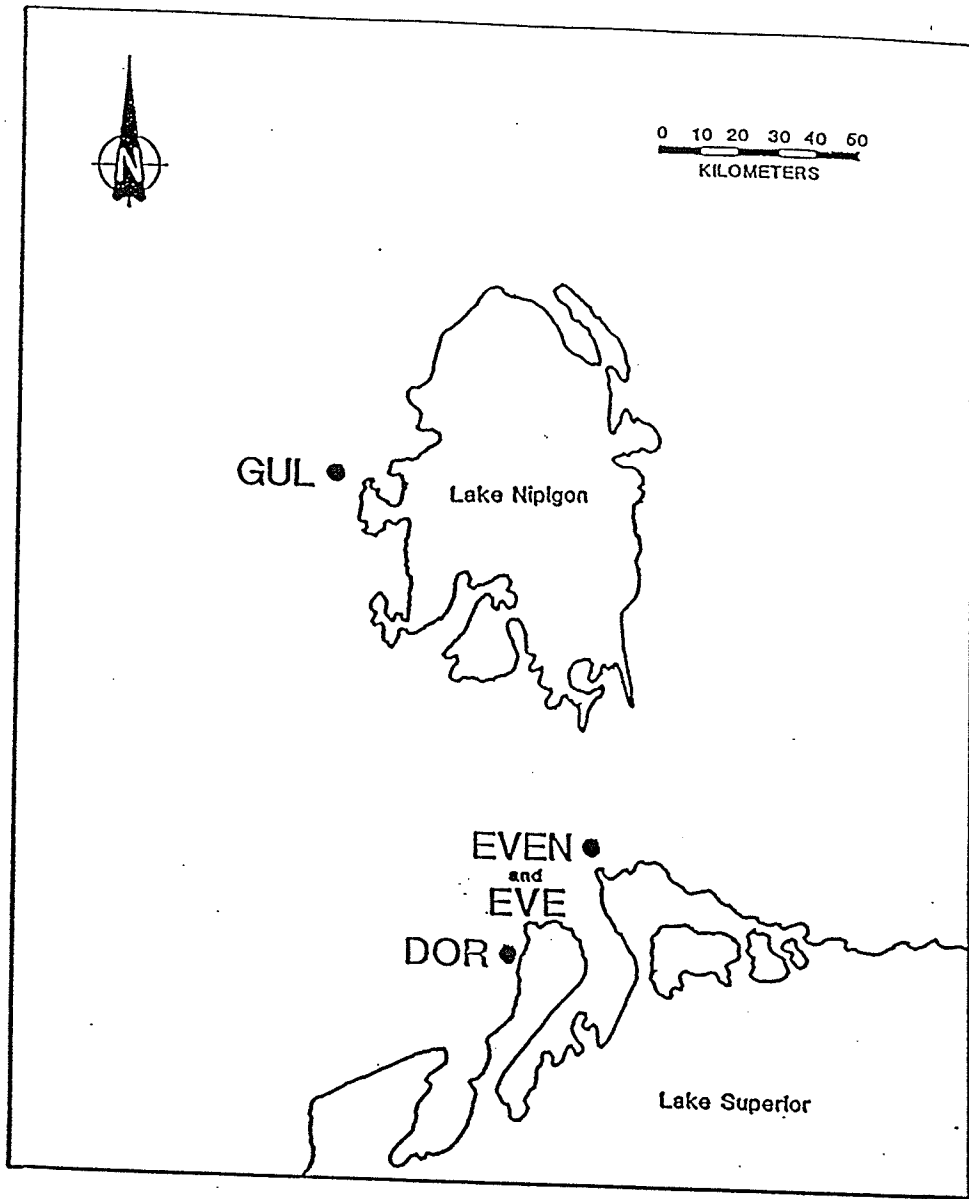 N
0 10 20 30 40 50
KILOMETERS
GUL
Lake Nipigon
EVEN
and
EVE
DOR
Lake Superior